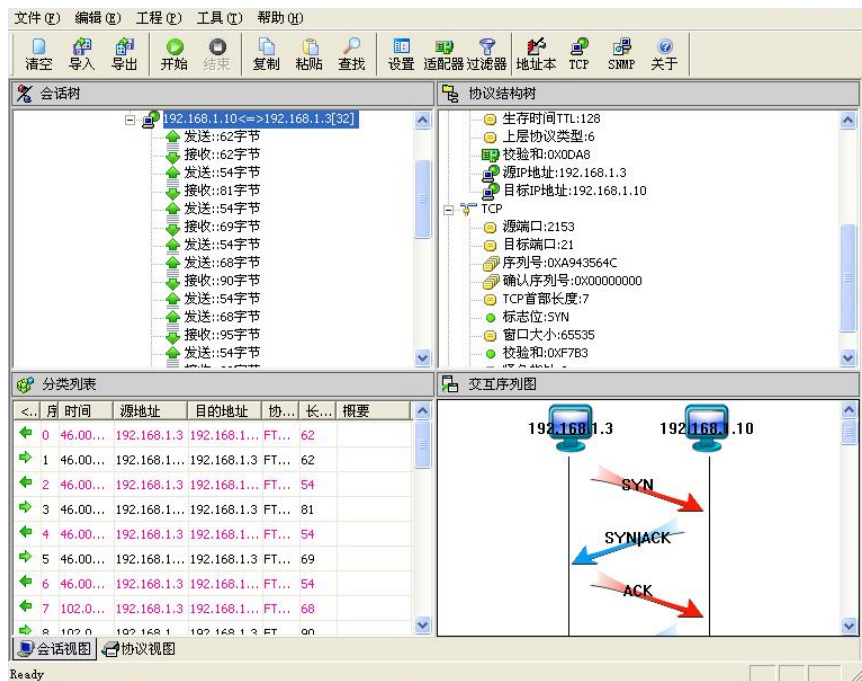 文件(F) 编辑(E) 工程(P) 工具(T) 帮助(H)
清空 导入 导出 开始 结束 复制 粘贴 查找 设置 适配器 过滤器 地址本 TCP SNMP 关于
会话树
192.168.1.10<=>192.168.1.3[32]
发送::62字节
接收::62字节
发送::54字节
接收::81字节
发送::54字节
接收::69字节
发送::54字节
发送::68字节
接收::90字节
发送::54字节
发送::68字节
接收::95字节
发送::54字节
协议结构树
生存时间TTL:128
上层协议类型:6
校验和:0X0DA8
源IP地址:192.168.1.3
目标IP地址:192.168.1.10
TCP
源端口:2153
目标端口:21
序列号:0XA943564C
确认序列号:0X00000000
TCP首部长度:7
标志位:SYN
窗口大小:65535
校验和:0XF7B3
分类列表
<.. 序 时间 源地址 目的地址 协... 长... 概要
0 46.00... 192.168.1.3 192.168.1... FT... 62
1 46.00... 192.168.1... 192.168.1.3 FT... 62
2 46.00... 192.168.1.3 192.168.1... FT... 54
3 46.00... 192.168.1... 192.168.1.3 FT... 81
4 46.00... 192.168.1.3 192.168.1... FT... 54
5 46.00... 192.168.1... 192.168.1.3 FT... 69
6 46.00... 192.168.1.3 192.168.1... FT... 54
7 102.0... 192.168.1.3 192.168.1... FT... 68
8 102.0 192.168.1 192.168.1.3 FT 90
交互序列图
192.168.1.3 192.168.1.10
SYN
SYN|ACK
ACK
会话视图 协议视图
Ready